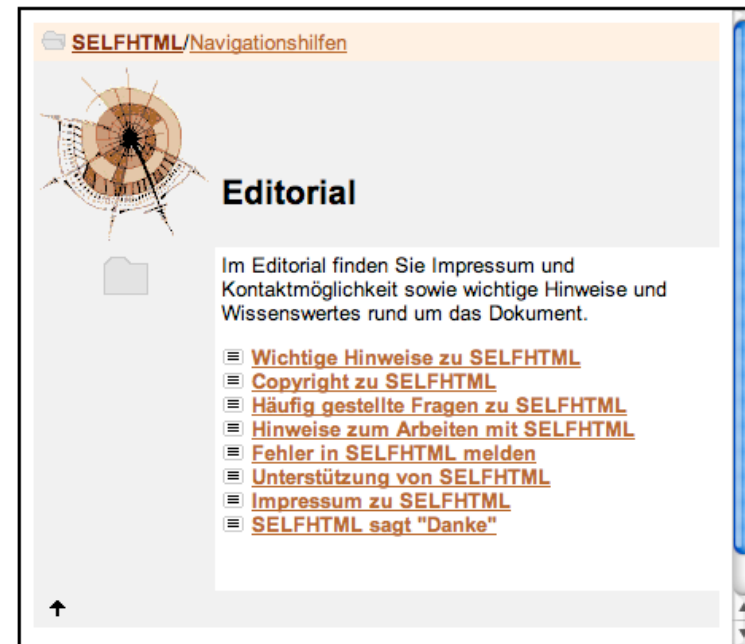 SELFHTML/Navigationshilfen
Editorial
Im Editorial finden Sie Impressum und
Kontaktmöglichkeit sowie wichtige Hinweise und
Wissenswertes rund um das Dokument.
Wichtige Hinweise zu SELFHTML
Copyright zu SELFHTML
Häufig gestellte Fragen zu SELFHTML
Hinweise zum Arbeiten mit SELFHTML
Fehler in SELFHTML melden
Unterstützung von SELFHTML
Impressum zu SELFHTML
SELFHTML sagt "Danke"